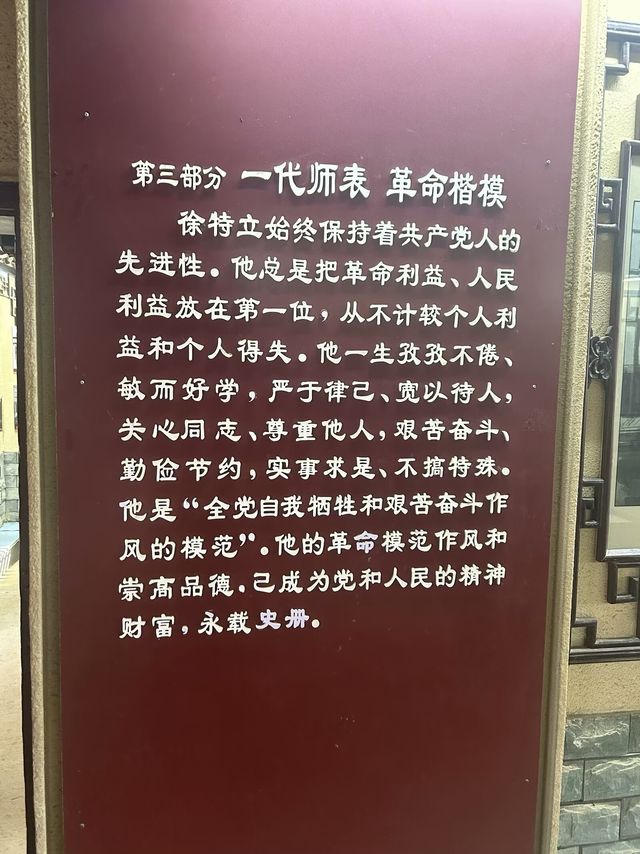 第三部分 一代师表 革命楷模
徐特立始终保持着共产党人的
先进性。他总是把革命利益、人民
利益放在第一位，从不计较个人利
益和个人得失。他一生孜孜不倦、
敏而好学，严于律己、宽以待人，
关心同志、尊重他人，艰苦奋斗、
勤俭节约，实事求是、不搞特殊。
他是“全党自我牺牲和艰苦奋斗作
风的模范”。他的革命模范作风和
崇高品德，已成为党和人民的精神
财富，永载史册。